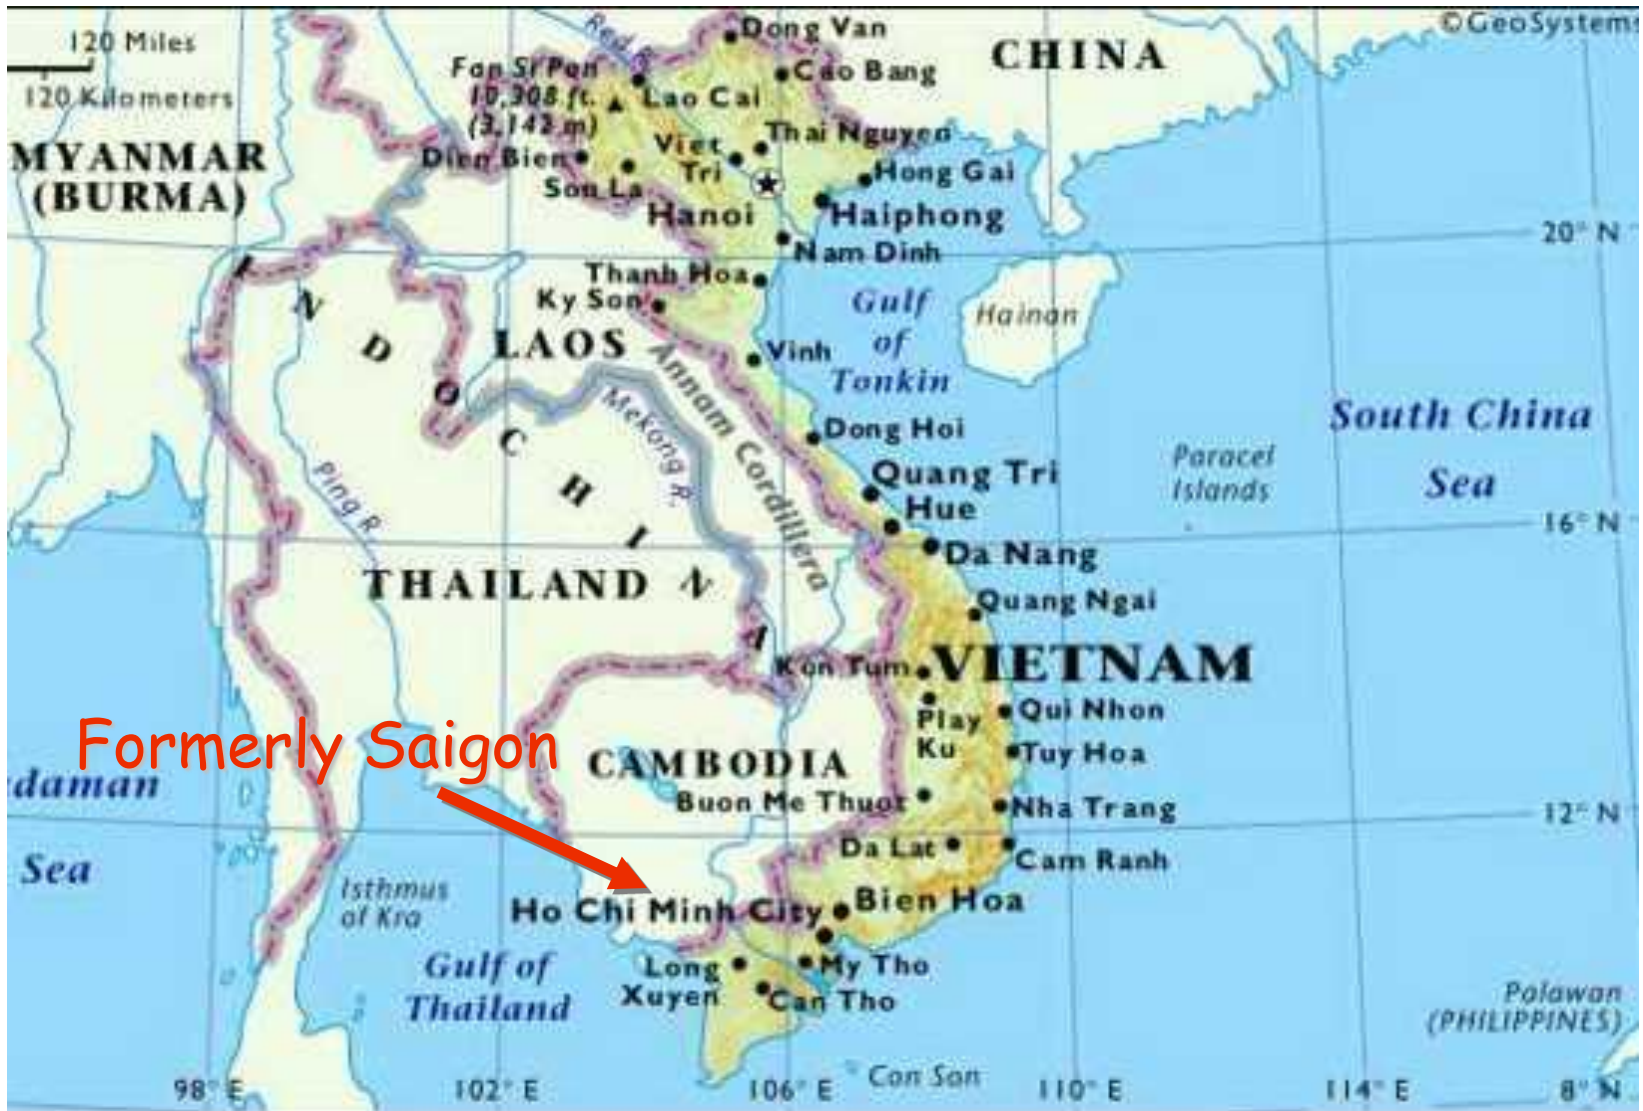 ©GeoSystems
120 Miles
120 Kilometers
Red R.
Dong Van
CHINA
Fan Si Pan
10,308 ft.
(3,142 m)
Cao Bang
Lao Cai
MYANMAR
(BURMA)
Thai Nguyen
Viet
Tri
Dien Bien
Son La
Hong Gai
Hanoi
Haiphong
20° N
Nam Dinh
Thanh Hoa
Ky Son
Gulf
of
Tonkin
Hainan
INDOCHINA
LAOS
Vinh
Annam Cordillera
Mekong R.
South China
Sea
Dong Hoi
Paracel
Islands
Quang Tri
Hue
Ping R.
16° N
Da Nang
THAILAND
Quang Ngai
VIETNAM
Kon Tum
Play
Ku
Qui Nhon
Formerly Saigon
Tuy Hoa
CAMBODIA
daman
Sea
Buon Me Thuot
Nha Trang
12° N
Da Lat
Cam Ranh
Isthmus
of Kra
Ho Chi Minh City
Bien Hoa
Gulf of
Thailand
Long
Xuyen
My Tho
Can Tho
Palawan
(PHILIPPINES)
Con Son
98° E
102° E
106° E
110° E
114° E
8° N